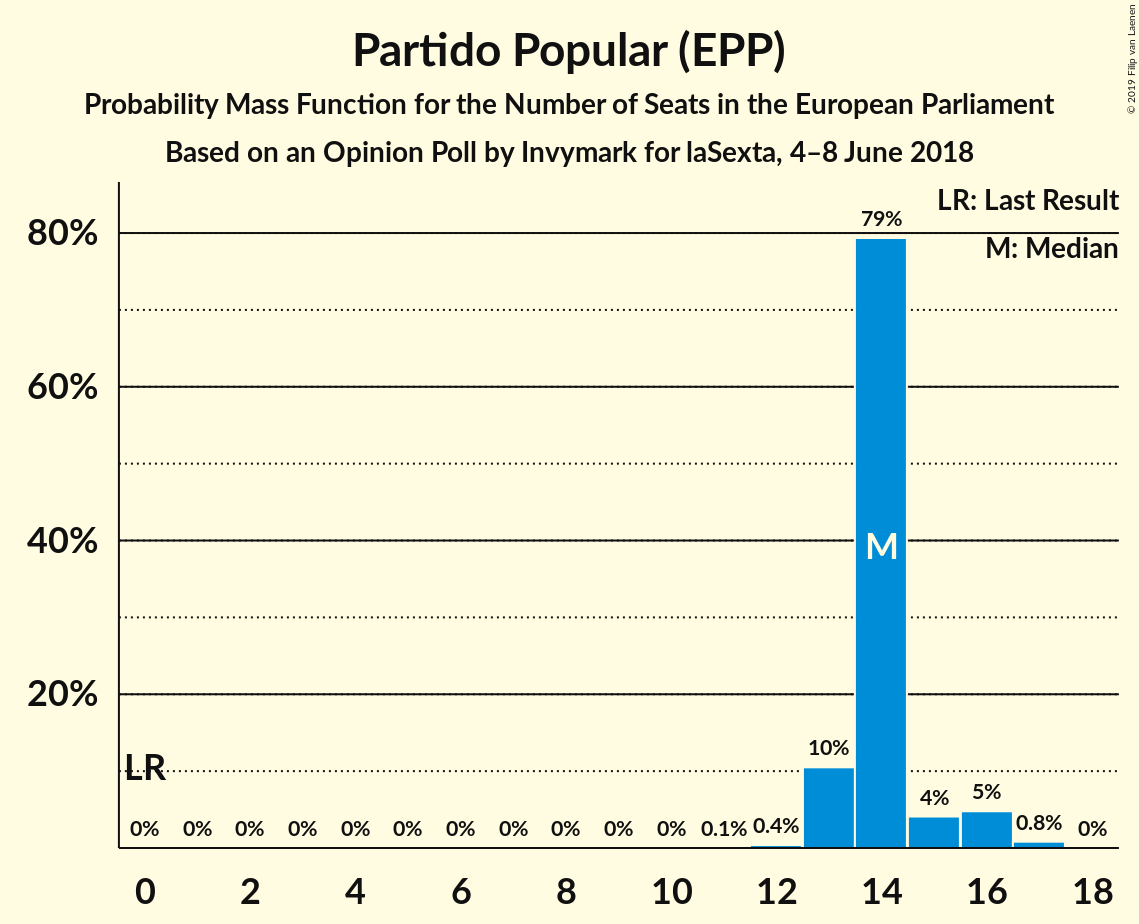 Partido Popular (EPP)
Probability Mass Function for the Number of Seats in the European Parliament
Based on an Opinion Poll by Invymark for laSexta, 4–8 June 2018
© 2019 Filip van Laenen
LR: Last Result
M: Median
80%
60%
40%
20%
79%
M
LR
10%
0% 0% 0% 0% 0% 0% 0% 0% 0% 0% 0% 0.1% 0.4% 4% 5% 0.8% 0%
0 2 4 6 8 10 12 14 16 18